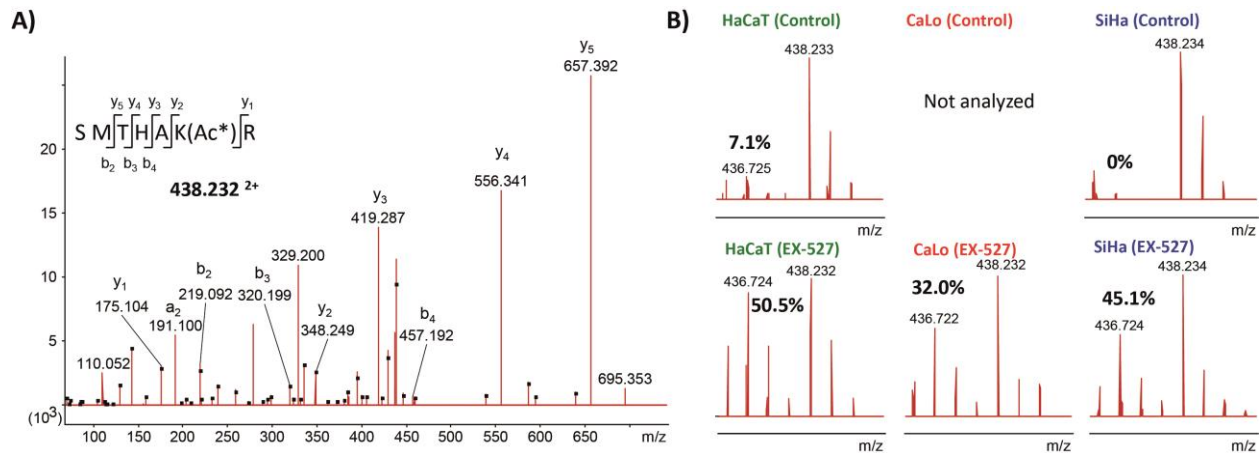 A)
y5
657.392
y5 y4 y3 y2 y1
S M T H A K(Ac*) R
b2 b3 b4
438.232 2+
y4
556.341
y3
419.287
329.200
b3
320.199
y2
348.249
b2
219.092
a2
191.100
y1
175.104
110.052
b4
457.192
695.353
20
15
10
5
(10³)
100 150 200 250 300 350 400 450 500 550 600 650 m/z
B)
HaCaT (Control)
438.233
7.1%
436.725
m/z
CaLo (Control)
Not analyzed
SiHa (Control)
438.234
0%
m/z
HaCaT (EX-527)
436.724 438.232
50.5%
m/z
CaLo (EX-527)
438.232
32.0%
436.722
m/z
SiHa (EX-527)
438.234
45.1%
436.724
m/z